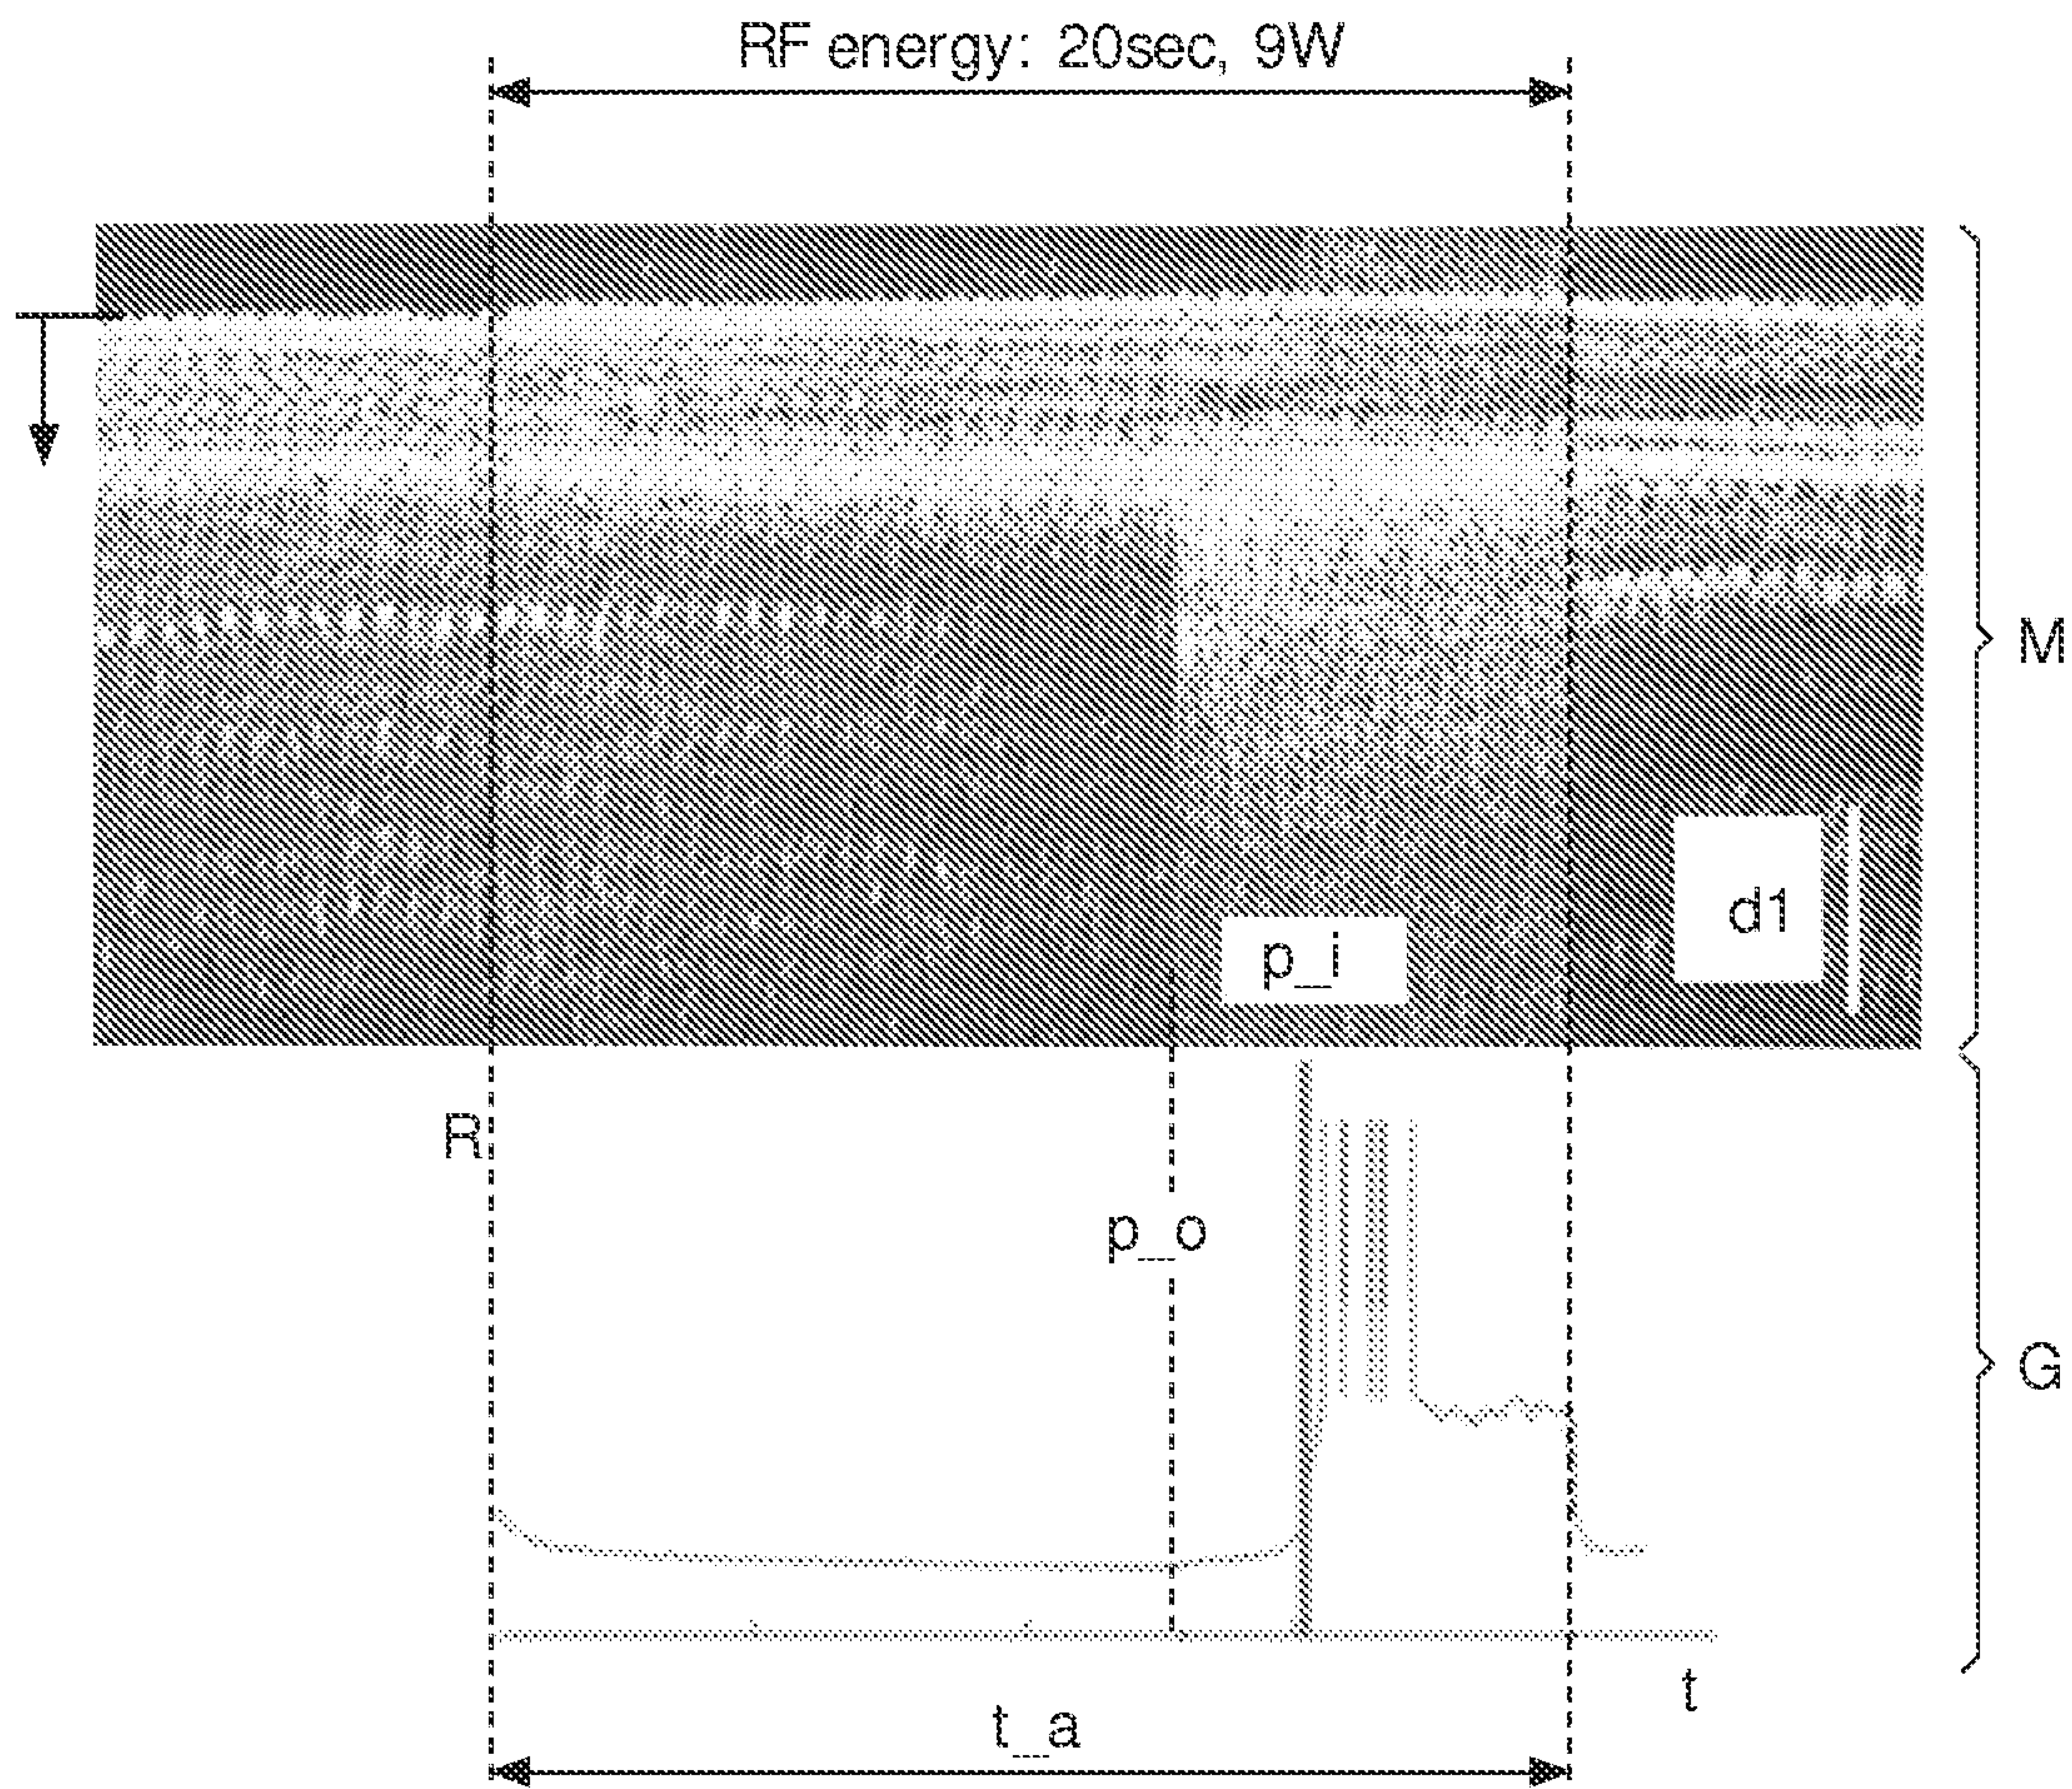 RF energy: 20sec, 9W
M
d1
p_i
R
p_o
G
t
t_a